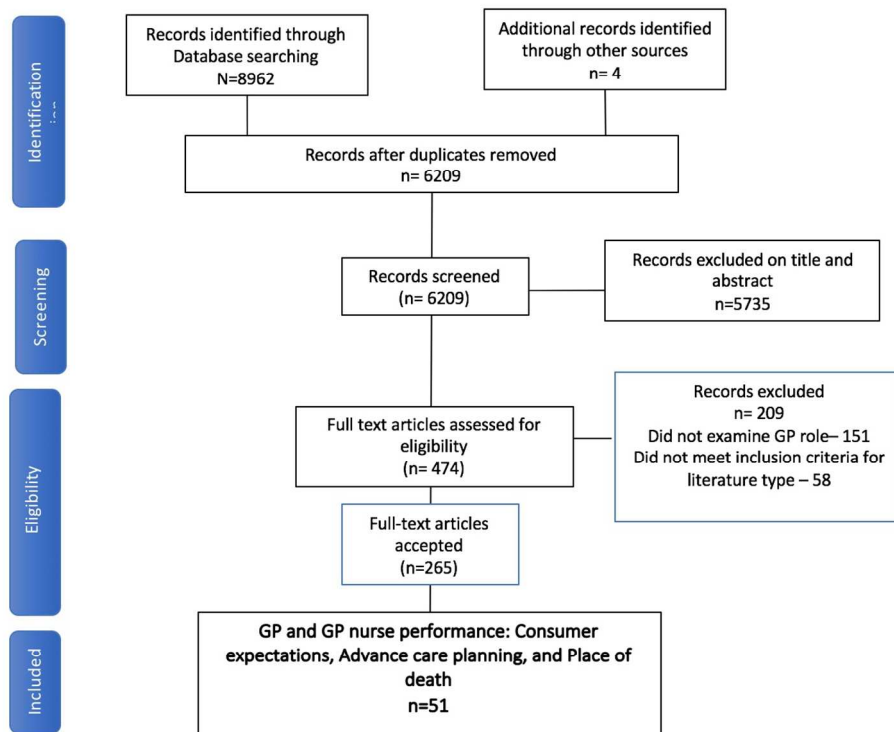 Identification
Records identified through
Database searching
N=8962
Additional records identified
through other sources
n= 4
Records after duplicates removed
n= 6209
Screening
Records screened
(n= 6209)
Records excluded on title and
abstract
n=5735
Eligibility
Full text articles assessed for
eligibility
(n= 474)
Records excluded
n= 209
Did not examine GP role– 151
Did not meet inclusion criteria for
literature type – 58
Full-text articles
accepted
(n=265)
Included
GP and GP nurse performance: Consumer
expectations, Advance care planning, and Place of
death
n=51